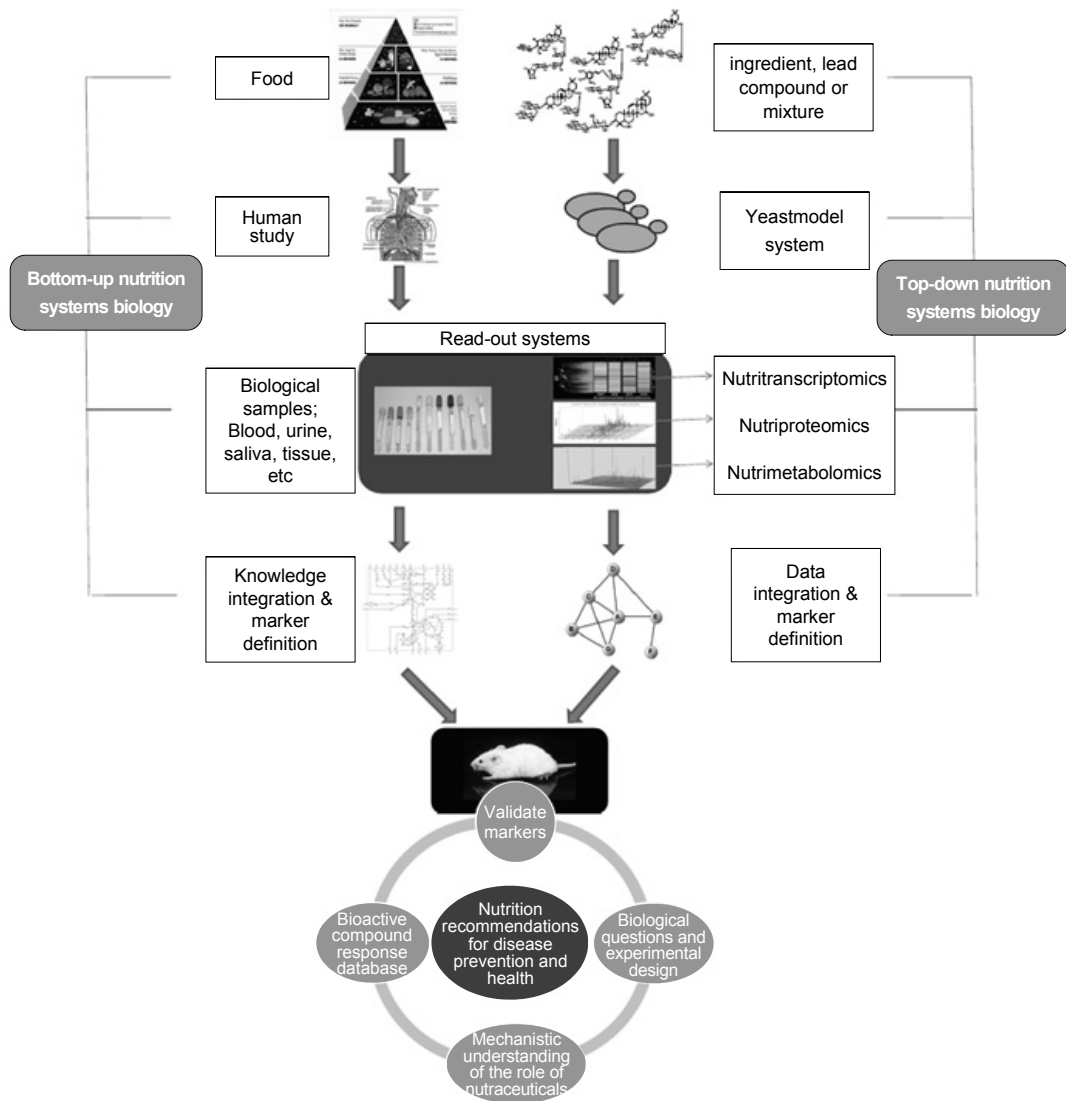 Food
ingredient, lead
compound or
mixture
Human
study
Yeastmodel
system
Bottom-up nutrition
systems biology
Top-down nutrition
systems biology
Read-out systems
Biological
samples;
Blood, urine,
saliva, tissue,
etc
Nutritranscriptomics
Nutriproteomics
Nutrimetabolomics
Knowledge
integration &
marker
definition
D
C
A
E
B
G
F
Data
integration &
marker
definition
Validate
markers
Bioactive
compound
response
database
Nutrition
recommendations
for disease
prevention and
health
Biological
questions and
experimental
design
Mechanistic
understanding
of the role of
nutraceuticals